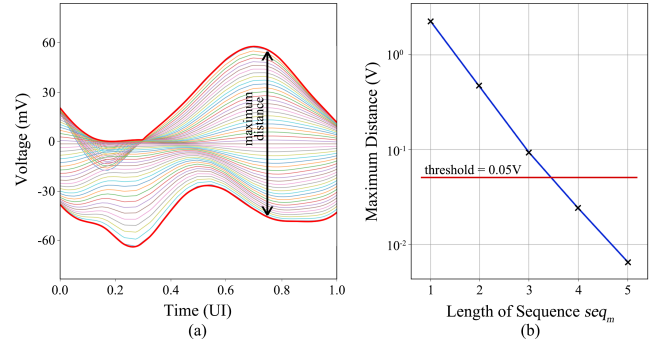 60
30
0
-30
-60
Voltage (mV)
maximum
distance
0.0 0.2 0.4 0.6 0.8 1.0
Time (UI)
(a)
10⁰
10⁻¹
10⁻²
Maximum Distance (V)
threshold = 0.05V
1 2 3 4 5
Length of Sequence seqₘ
(b)